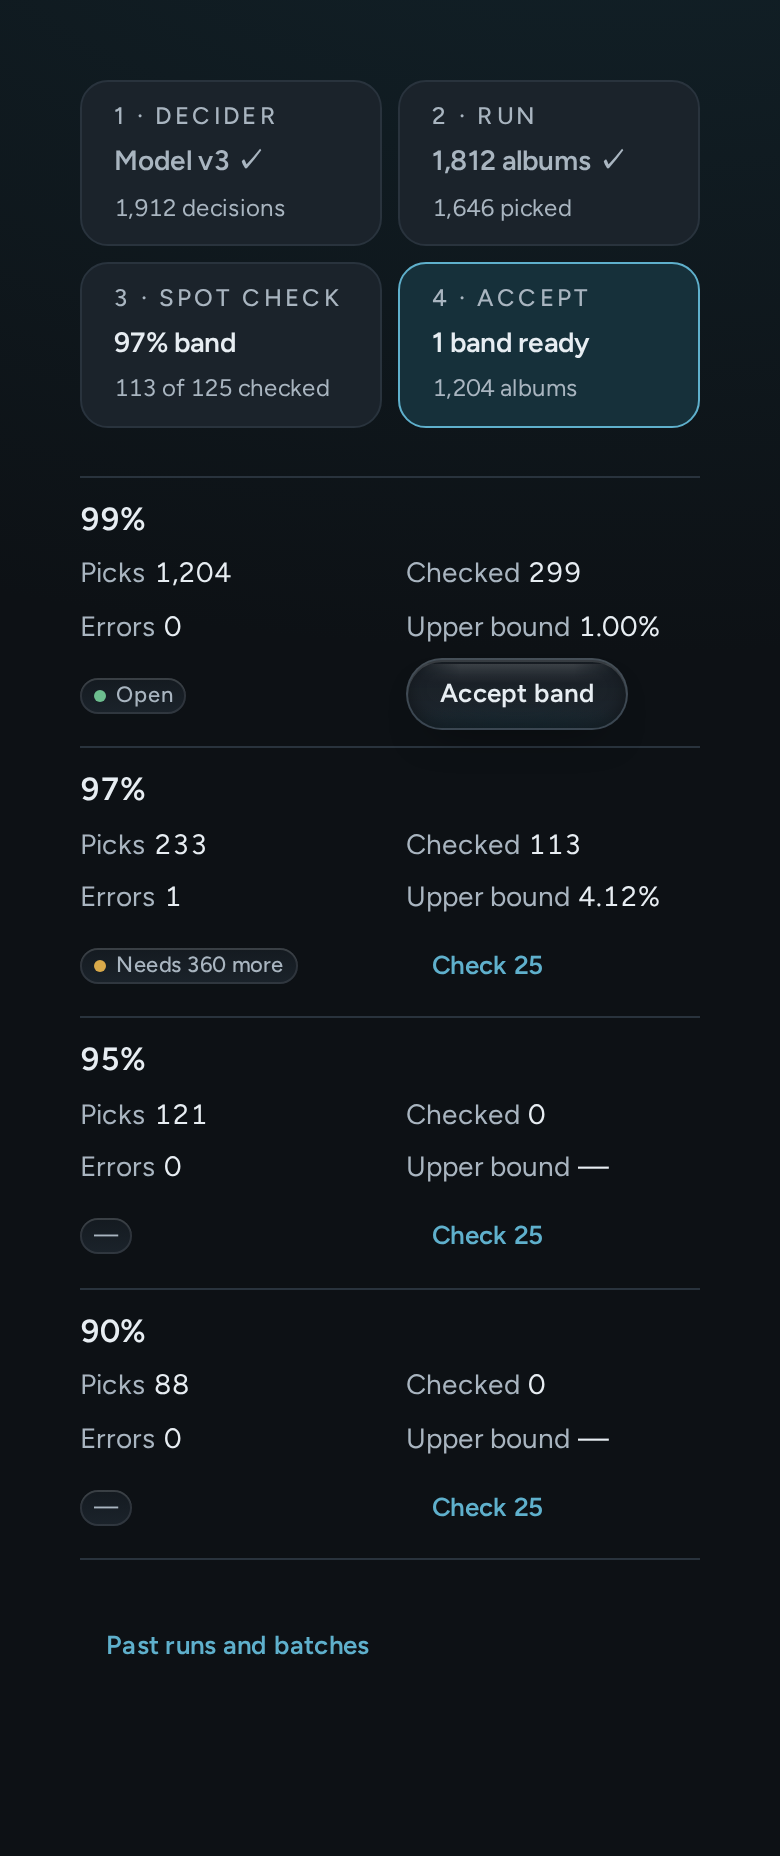 1 · DECIDER
Model v3 ✓
1,912 decisions
2 · RUN
1,812 albums ✓
1,646 picked
3 · SPOT CHECK
97% band
113 of 125 checked
4 · ACCEPT
1 band ready
1,204 albums
99%
Picks 1,204 Checked 299
Errors 0 Upper bound 1.00%
Open Accept band
97%
Picks 233 Checked 113
Errors 1 Upper bound 4.12%
Needs 360 more Check 25
95%
Picks 121 Checked 0
Errors 0 Upper bound —
— Check 25
90%
Picks 88 Checked 0
Errors 0 Upper bound —
— Check 25
Past runs and batches